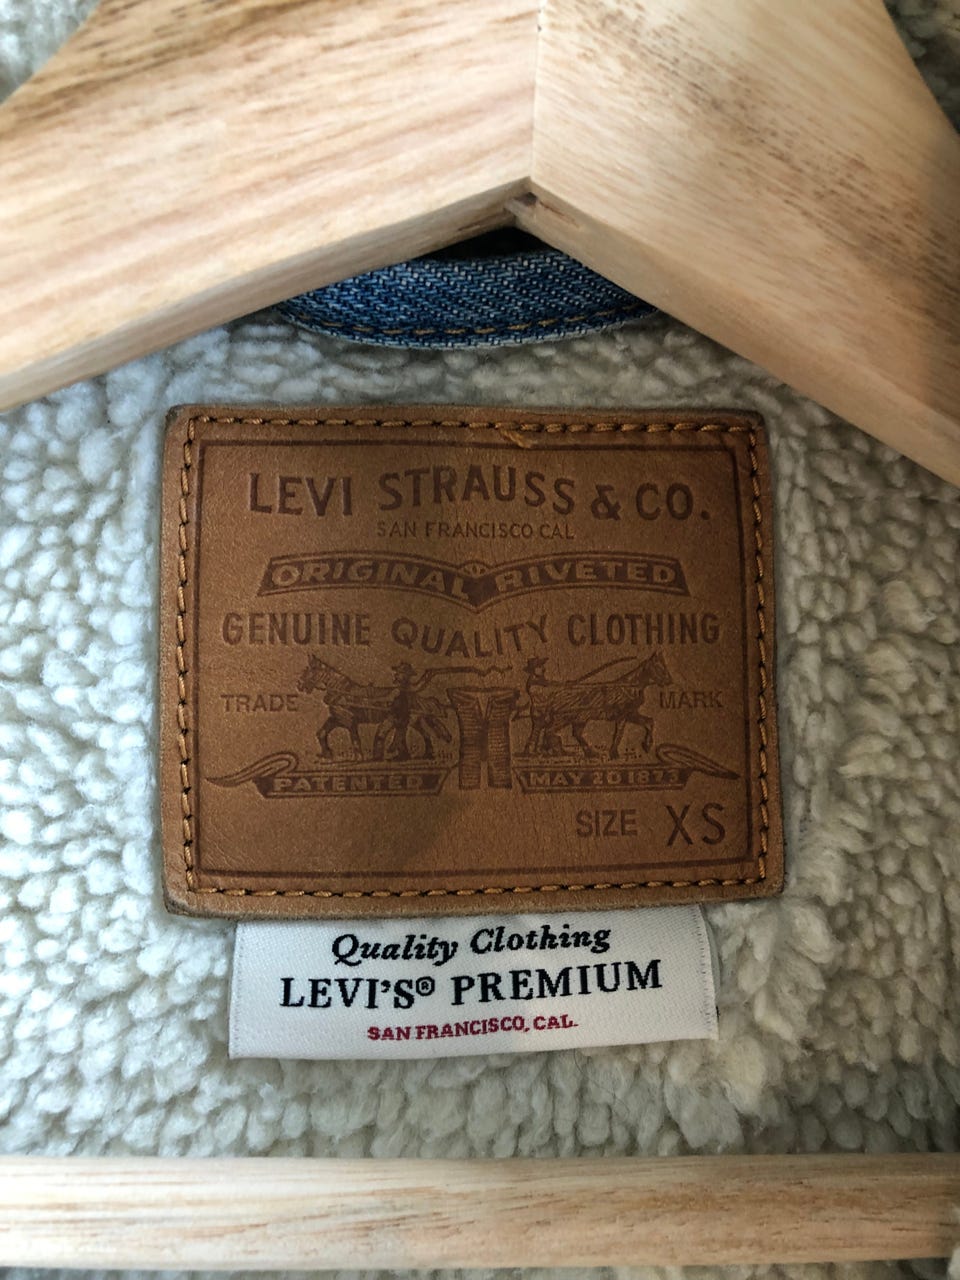 LEVI STRAUSS & CO.
SAN FRANCISCO CAL
ORIGINAL RIVETED
GENUINE QUALITY CLOTHING
TRADE MARK
PATENTED MAY 20 1873
SIZE XS
Quality Clothing
LEVI'S® PREMIUM
SAN FRANCISCO, CAL.